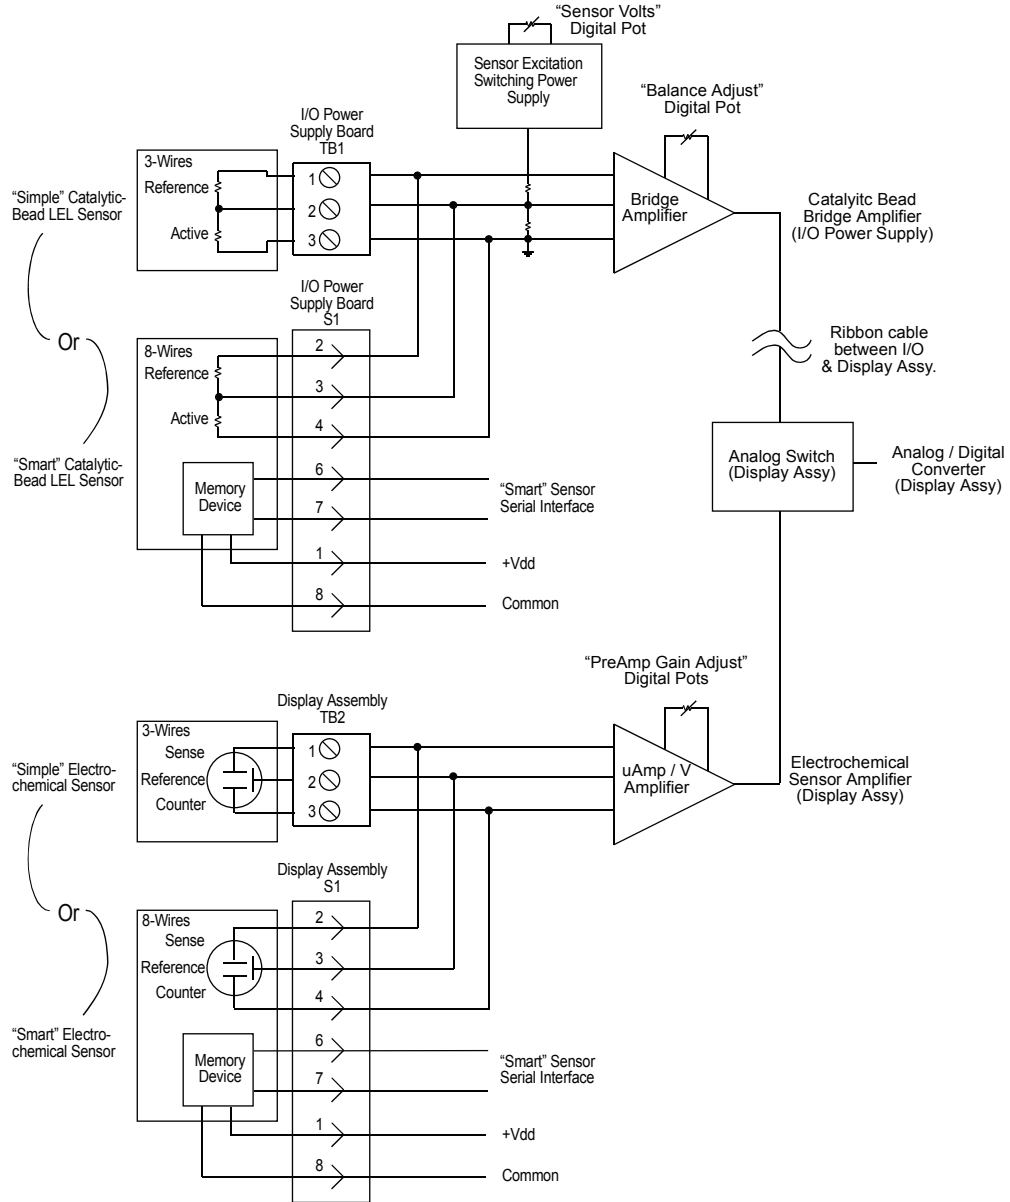 “Sensor Volts”
Digital Pot
Sensor Excitation
Switching Power
Supply
“Balance Adjust”
Digital Pot
I/O Power
Supply Board
TB1
3-Wires
Reference
Active
1
2
3
“Simple” Catalytic-
Bead LEL Sensor
Bridge
Amplifier
Catalyitc Bead
Bridge Amplifier
(I/O Power Supply)
Or
I/O Power
Supply Board
S1
8-Wires
Reference
Active
2
3
4
Ribbon cable
between I/O
& Display Assy.
“Smart” Catalytic-
Bead LEL Sensor
Memory
Device
6
7
1
8
“Smart” Sensor
Serial Interface
+Vdd
Common
Analog Switch
(Display Assy)
Analog / Digital
Converter
(Display Assy)
“PreAmp Gain Adjust”
Digital Pots
Display Assembly
TB2
3-Wires
Sense
Reference
Counter
1
2
3
“Simple” Electro-
chemical Sensor
uAmp / V
Amplifier
Electrochemical
Sensor Amplifier
(Display Assy)
Or
Display Assembly
S1
8-Wires
Sense
Reference
Counter
2
3
4
“Smart” Electro-
chemical Sensor
Memory
Device
6
7
1
8
“Smart” Sensor
Serial Interface
+Vdd
Common